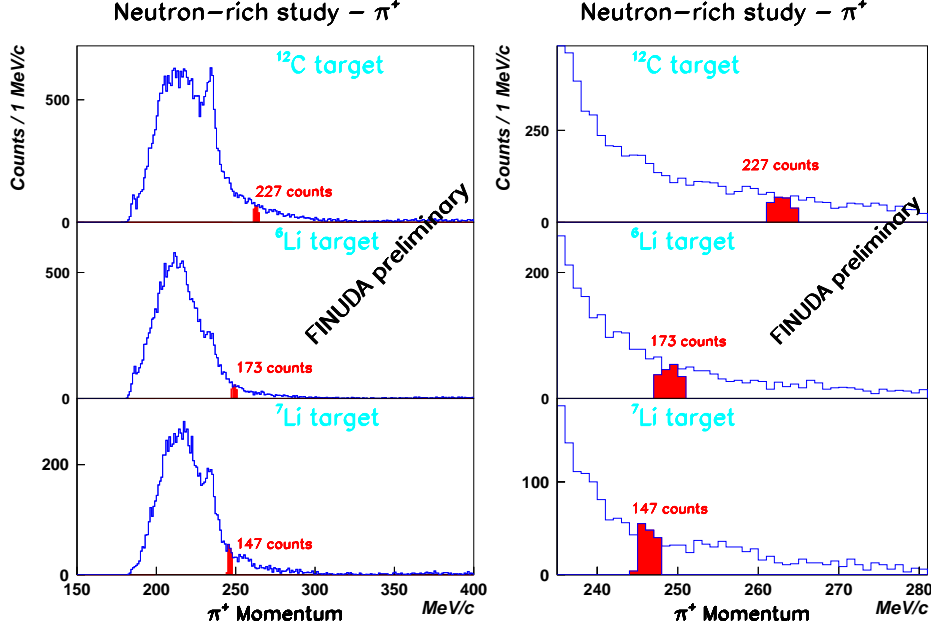 Neutron-rich study - π⁺
Neutron-rich study - π⁺
Counts / 1 MeV/c
500
0
¹²C target
227 counts
500
0
⁶Li target
173 counts
FINUDA preliminary
200
0
⁷Li target
147 counts
150 200 250 300 350 400
π⁺ Momentum
MeV/c
Counts / 1 MeV/c
250
0
¹²C target
227 counts
200
0
⁶Li target
173 counts
FINUDA preliminary
100
0
⁷Li target
147 counts
240 250 260 270 280
π⁺ Momentum
MeV/c